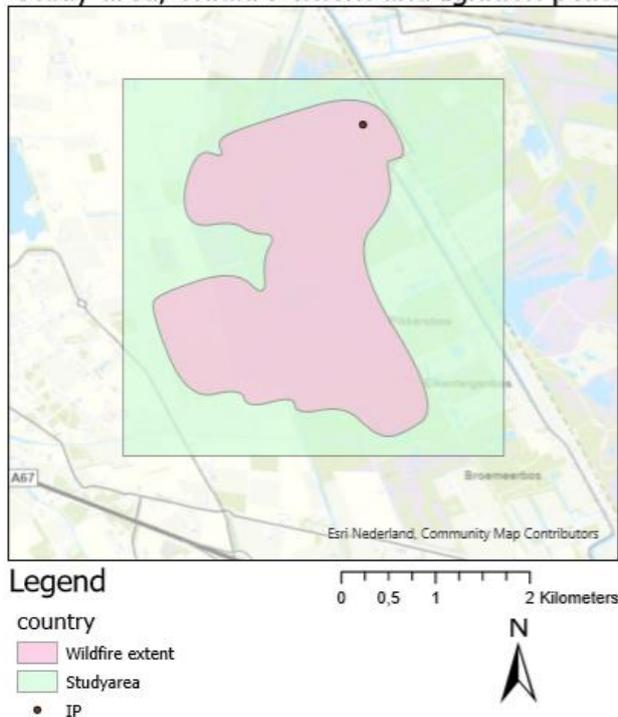 A67
Broemeerbos
Esri Nederland, Community Map Contributors
Legend
0 0,5 1 2 Kilometers
country
N
Wildfire extent
Studyarea
IP